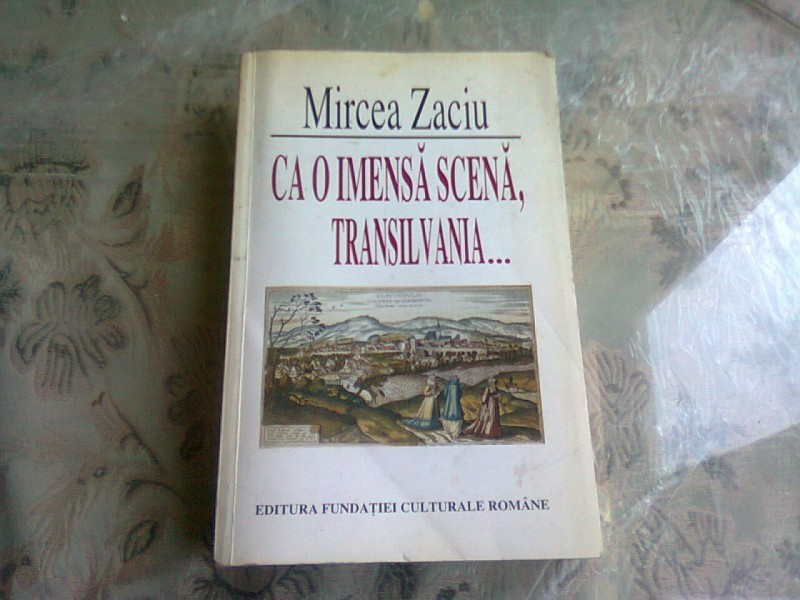 Mircea Zaciu
CA O IMENSĂ SCENĂ,
TRANSILVANIA...
EDITURA FUNDAȚIEI CULTURALE ROMÂNE